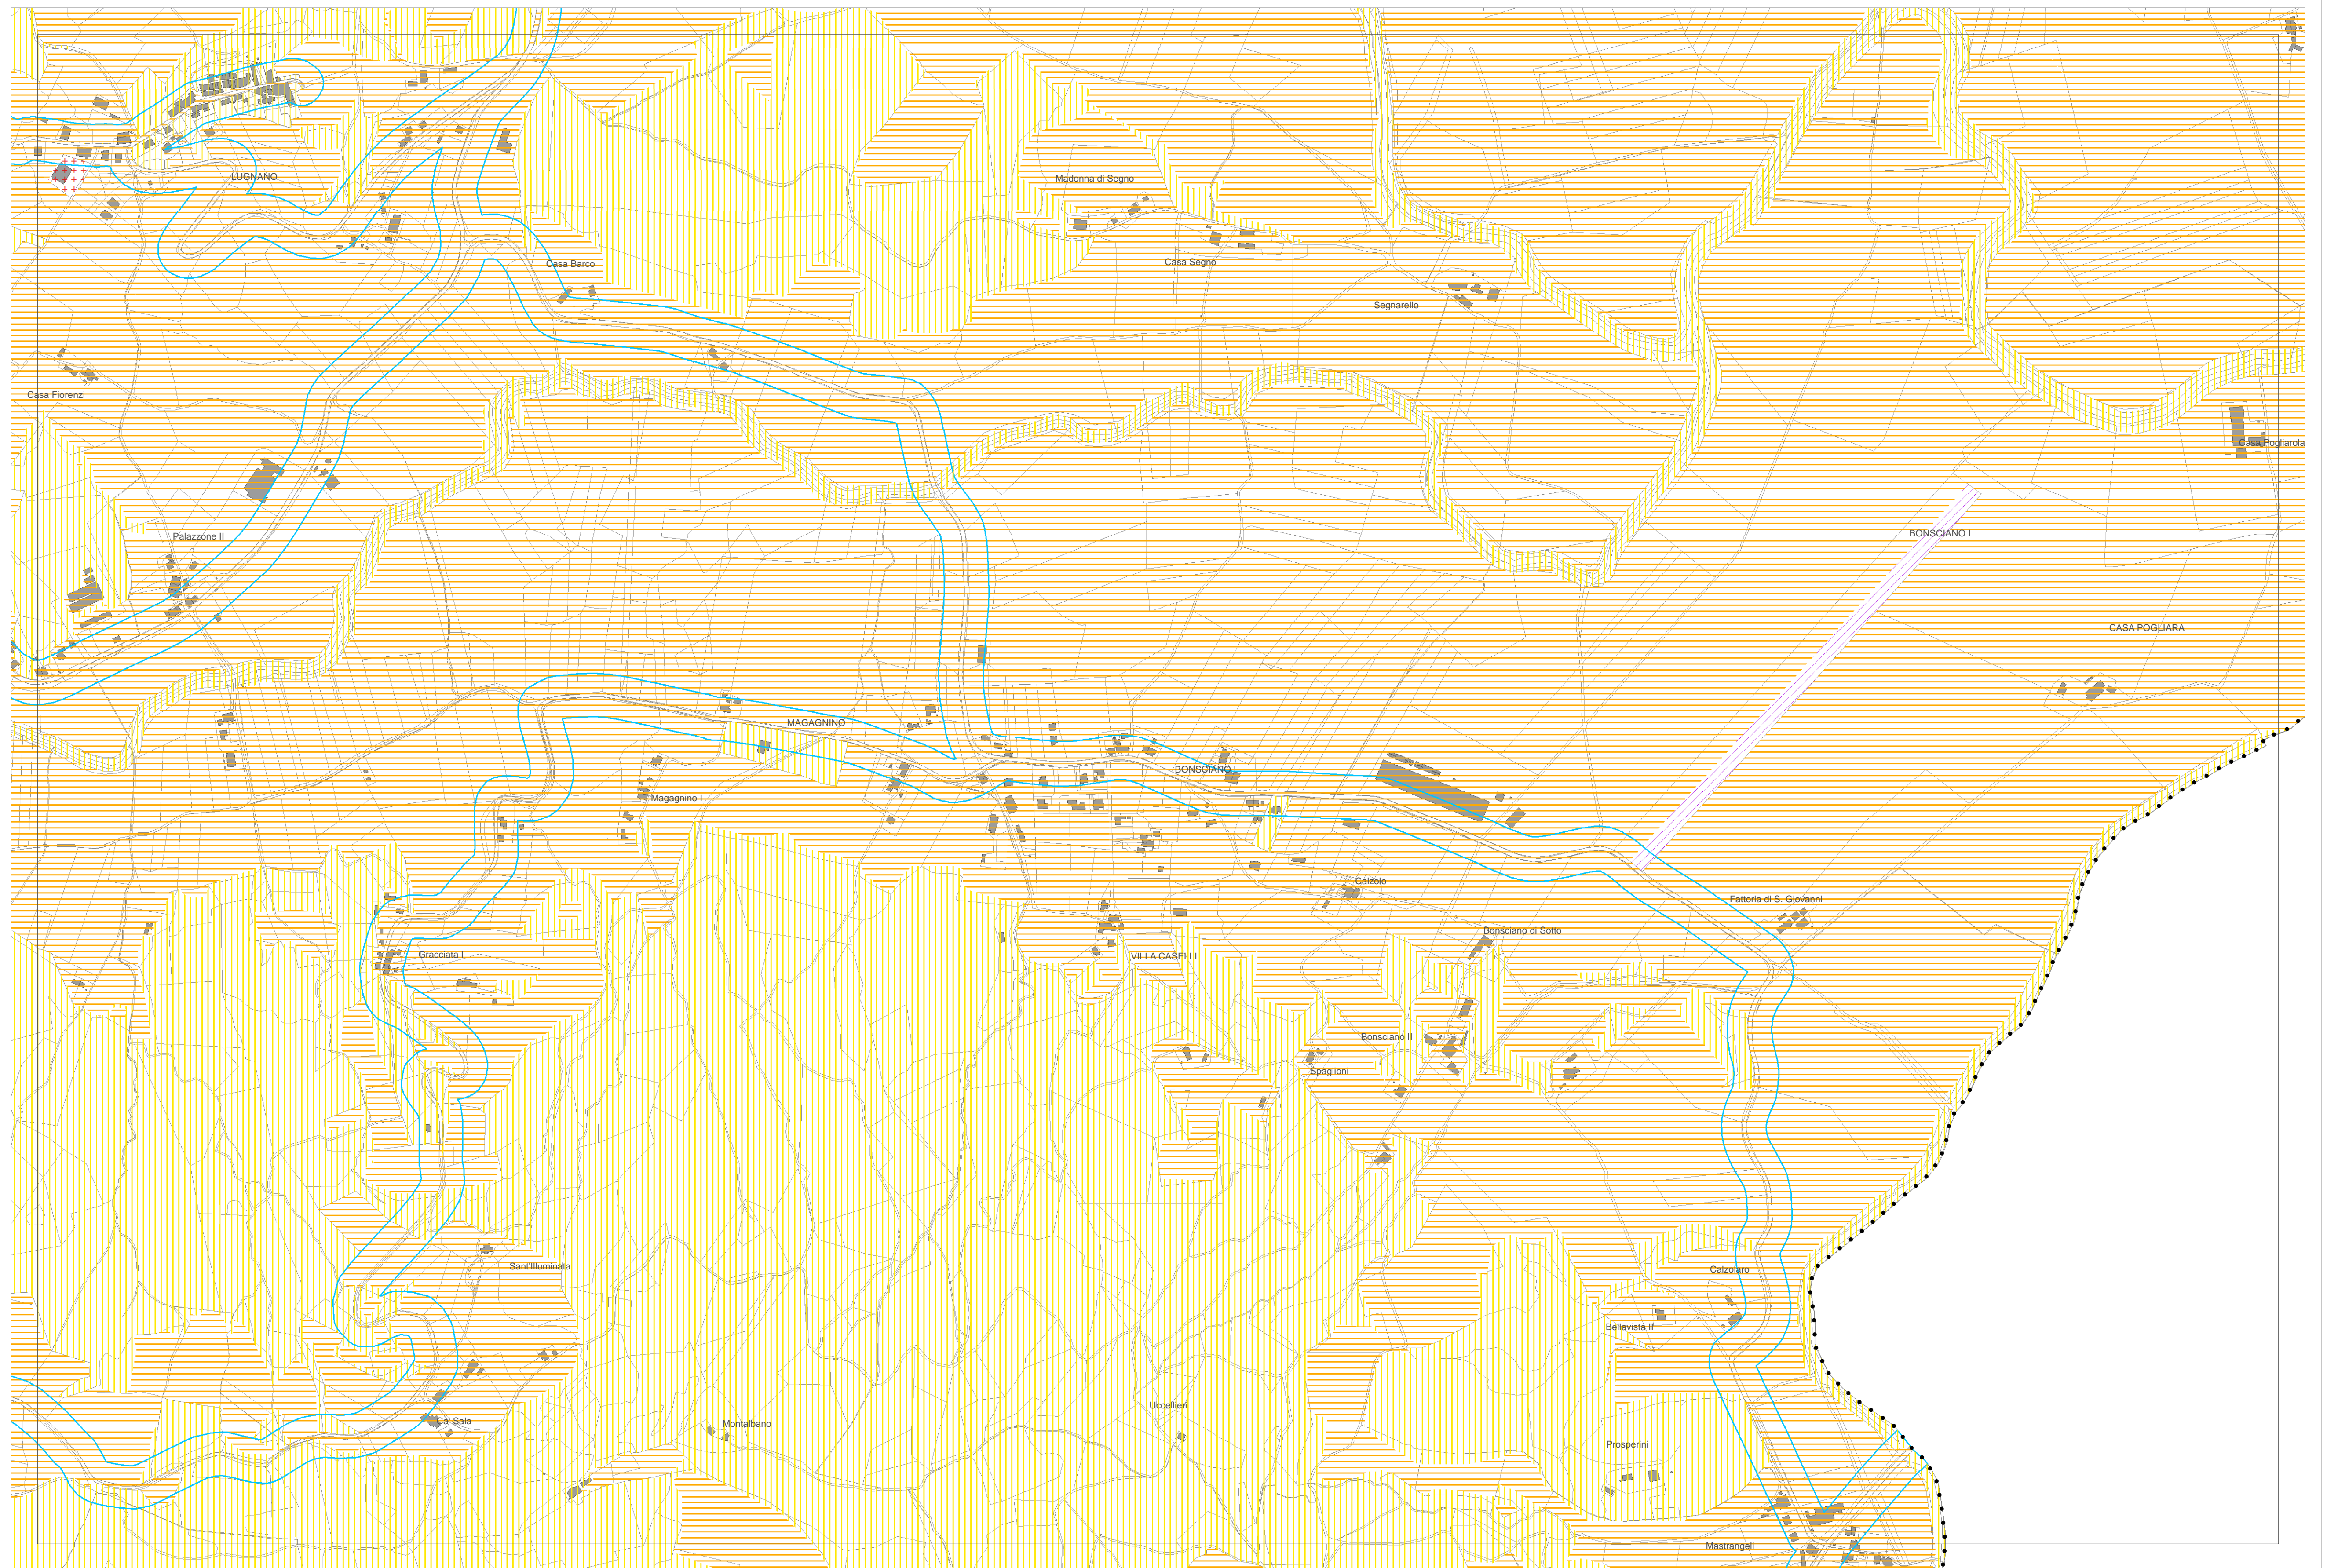 LUGNANO
Madonna di Segno
Casa Barco
Casa Segno
Segnarello
Casa Fiorenzi
Casa Pogliarola
Palazzone II
BONSCIANO I
CASA POGLIARA
MAGAGNINO
BONSCIANO
Magagnino I
Calzolo
Fattoria di S. Giovanni
Bonsciano di Sotto
Gracciata I
VILLA CASELLI
Bonsciano II
Spaglioni
Sant'Illuminata
Calzolaro
Bellavista II
Uccellieri
Ca' Sala
Montalbano
Prosperini
Mastrangeli